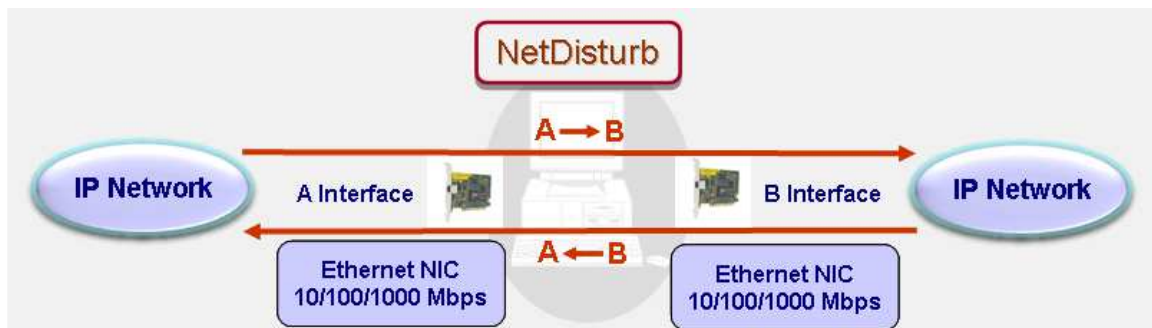 NetDisturb
A → B
IP Network
A Interface
B Interface
IP Network
A ← B
Ethernet NIC
10/100/1000 Mbps
Ethernet NIC
10/100/1000 Mbps